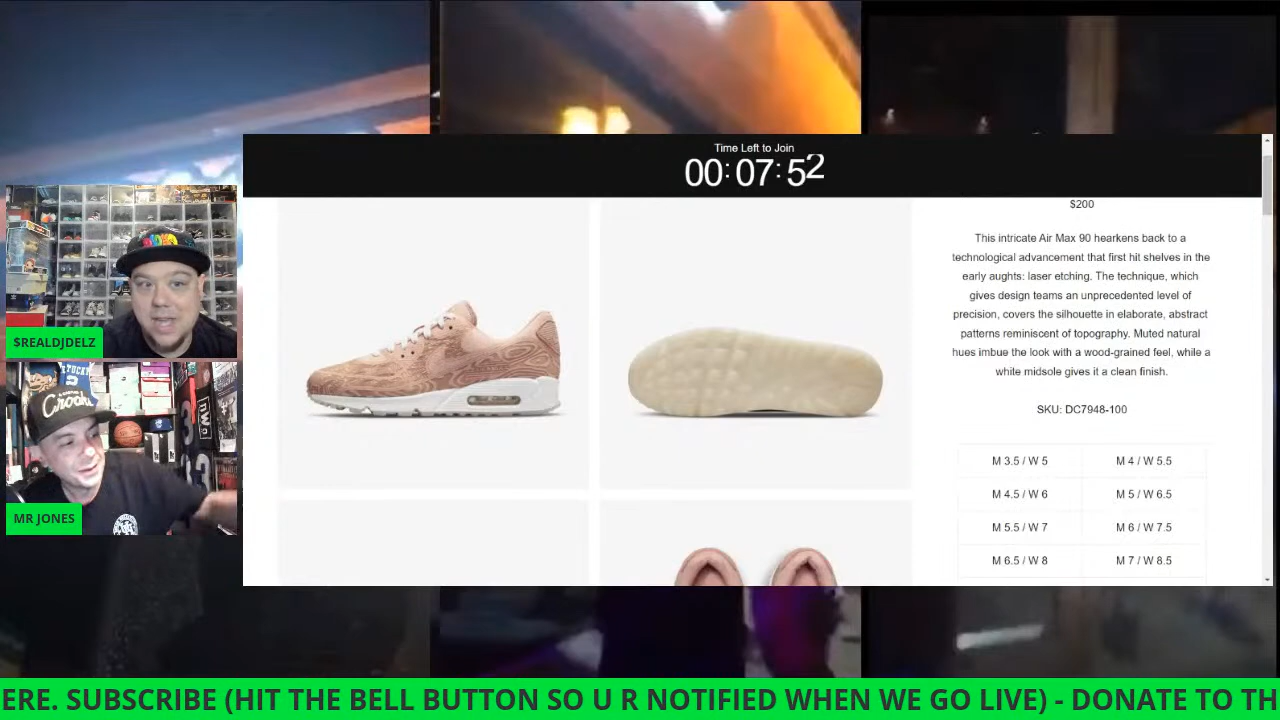 Time Left to Join
00:07:52
$200
This intricate Air Max 90 hearkens back to a
technological advancement that first hit shelves in the
early aughts: laser etching. The technique, which
gives design teams an unprecedented level of
precision, covers the silhouette in elaborate, abstract
patterns reminiscent of topography. Muted natural
hues imbue the look with a wood-grained feel, while a
white midsole gives it a clean finish.
SKU: DC7948-100
M 3.5 / W 5
M 4 / W 5.5
M 4.5 / W 6
M 5 / W 6.5
M 5.5 / W 7
M 6 / W 7.5
M 6.5 / W 8
M 7 / W 8.5
$REALDJDELZ
Crooks
nWo
MR JONES
ERE. SUBSCRIBE (HIT THE BELL BUTTON SO U R NOTIFIED WHEN WE GO LIVE) - DONATE TO TH